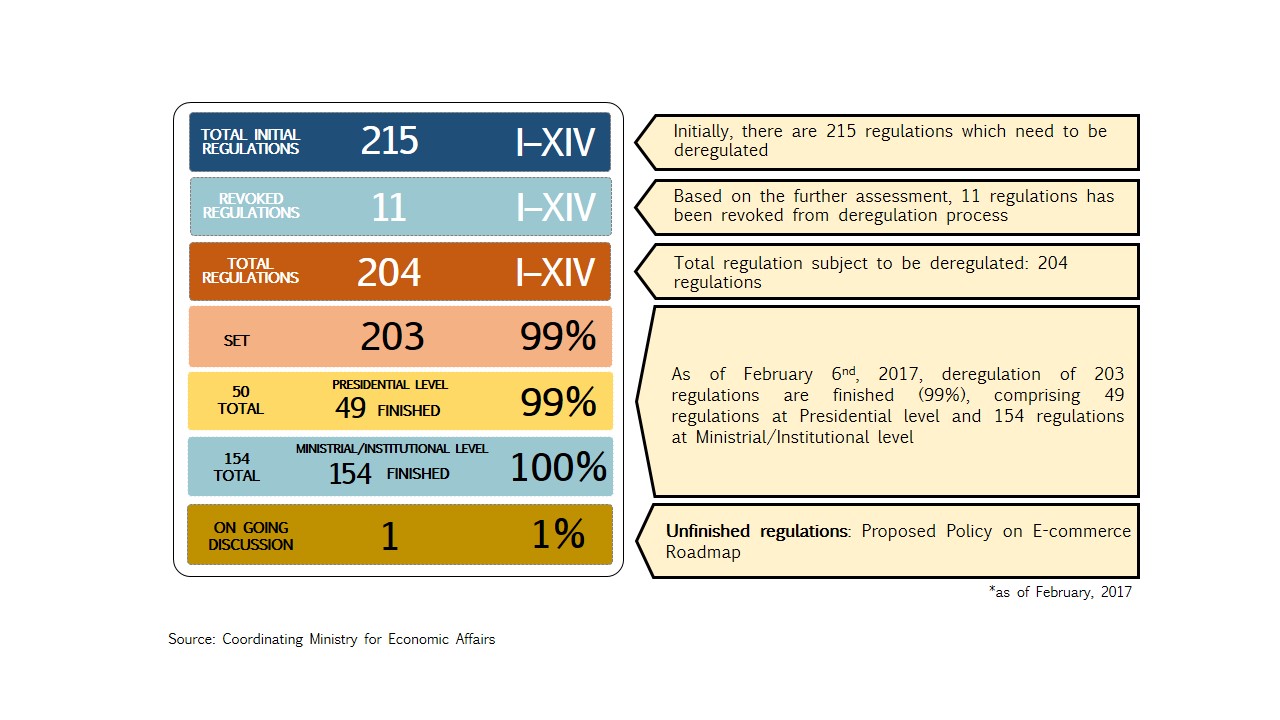 TOTAL INITIAL
REGULATIONS
215
I–XIV
Initially, there are 215 regulations which need to be
deregulated
REVOKED
REGULATIONS
11
I–XIV
Based on the further assessment, 11 regulations has
been revoked from deregulation process
TOTAL
REGULATIONS
204
I–XIV
Total regulation subject to be deregulated: 204
regulations
SET
203
99%
50
TOTAL
PRESIDENTIAL LEVEL
49 FINISHED
99%
154
TOTAL
MINISTRIAL/INSTITUTIONAL LEVEL
154 FINISHED
100%
As of February 6nd, 2017, deregulation of 203
regulations are finished (99%), comprising 49
regulations at Presidential level and 154 regulations
at Ministrial/Institutional level
ON GOING
DISCUSSION
1
1%
Unfinished regulations: Proposed Policy on E-commerce
Roadmap
*as of February, 2017
Source: Coordinating Ministry for Economic Affairs